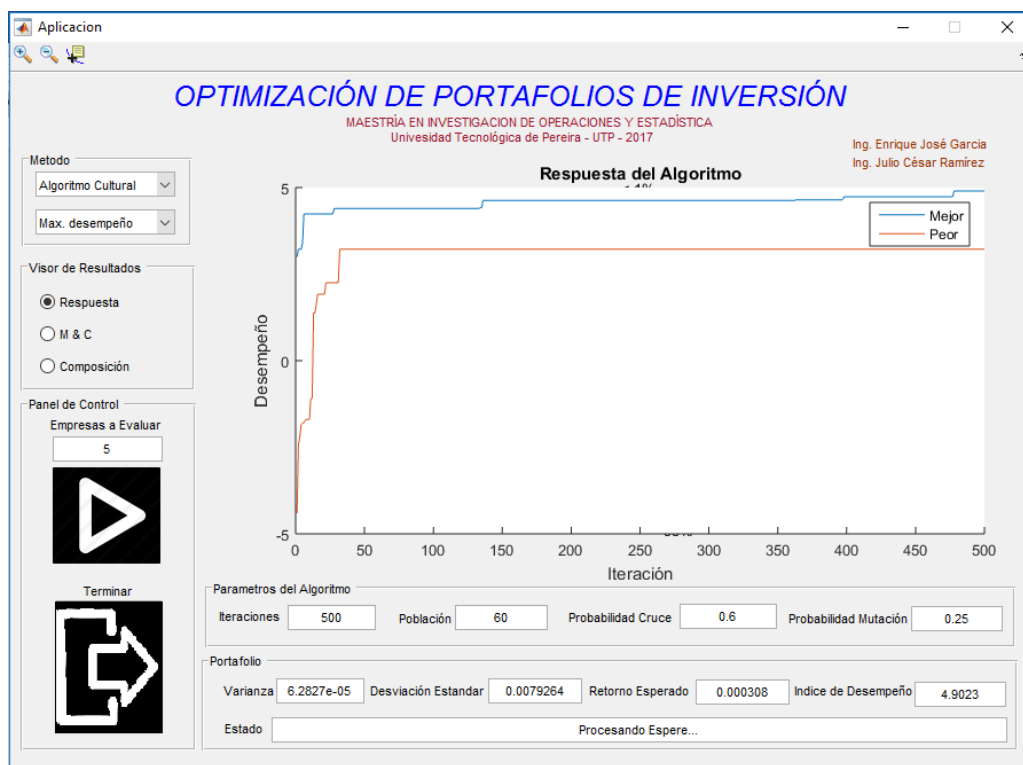 Aplicacion
OPTIMIZACIÓN DE PORTAFOLIOS DE INVERSIÓN
MAESTRÍA EN INVESTIGACION DE OPERACIONES Y ESTADÍSTICA
Univesidad Tecnológica de Pereira - UTP - 2017
Ing. Enrique José Garcia
Ing. Julio César Ramírez
Metodo
Algoritmo Cultural
Max. desempeño
Visor de Resultados
Respuesta
M & C
Composición
Panel de Control
Empresas a Evaluar
5
Terminar
Respuesta del Algoritmo
Mejor
Peor
Desempeño
5
0
-5
0 50 100 150 200 250 300 350 400 450 500
Iteración
Parametros del Algoritmo
Iteraciones 500 Población 60 Probabilidad Cruce 0.6 Probabilidad Mutación 0.25
Portafolio
Varianza 6.2827e-05 Desviación Estandar 0.0079264 Retorno Esperado 0.000308 Indice de Desempeño 4.9023
Estado Procesando Espere...